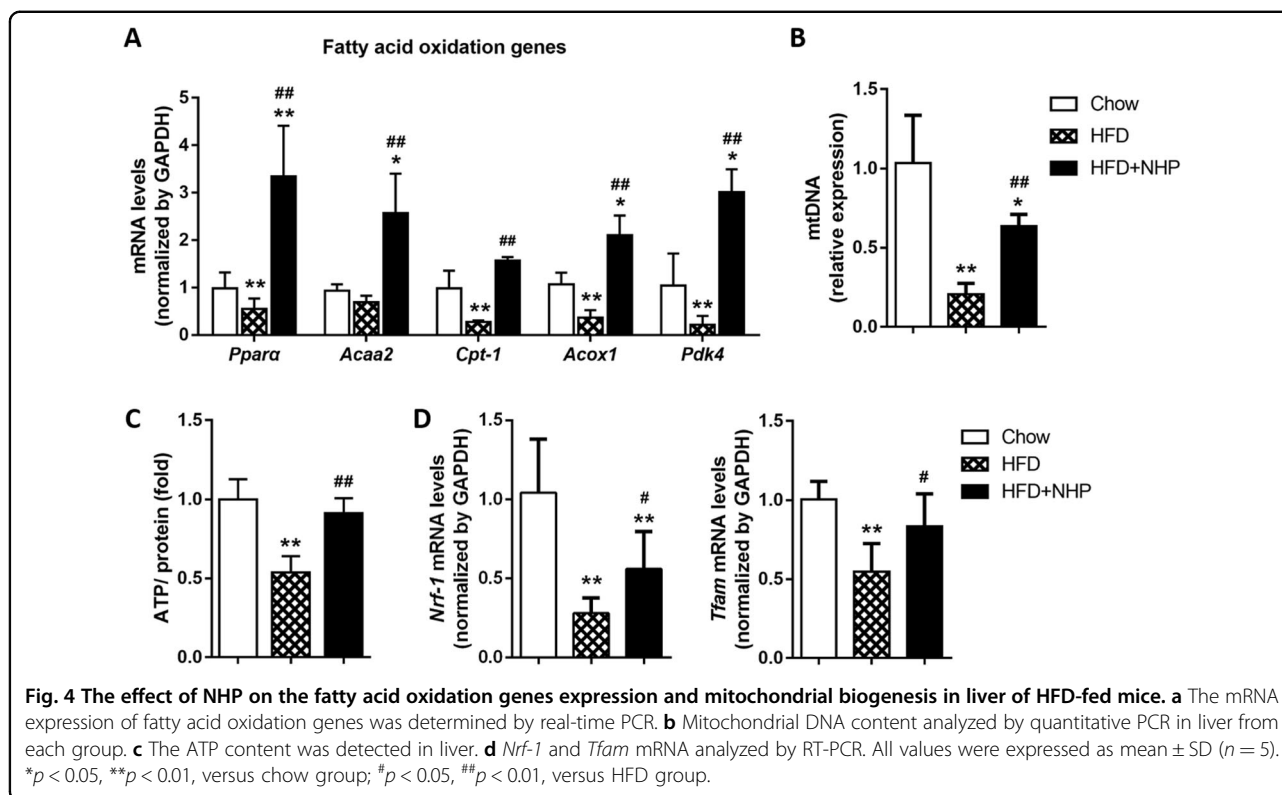 A
Fatty acid oxidation genes
mRNA levels
(normalized by GAPDH)
5
4
3
2
1
0
** ## **
* ##
** ##
** * ##
** * ##
Pparα Acaa2 Cpt-1 Acox1 Pdk4
B
mtDNA
(relative expression)
1.5
1.0
0.5
0.0
**
##
*
Chow
HFD
HFD+NHP
C
ATP/ protein (fold)
1.5
1.0
0.5
0.0
**
##
D
Nrf-1 mRNA levels
(normalized by GAPDH)
1.5
1.0
0.5
0.0
**
#
**
Tfam mRNA levels
(normalized by GAPDH)
1.5
1.0
0.5
0.0
**
#
Chow
HFD
HFD+NHP
Fig. 4 The effect of NHP on the fatty acid oxidation genes expression and mitochondrial biogenesis in liver of HFD-fed mice. a The mRNA
expression of fatty acid oxidation genes was determined by real-time PCR. b Mitochondrial DNA content analyzed by quantitative PCR in liver from
each group. c The ATP content was detected in liver. d Nrf-1 and Tfam mRNA analyzed by RT-PCR. All values were expressed as mean ± SD (n = 5).
*p < 0.05, **p < 0.01, versus chow group; #p < 0.05, ##p < 0.01, versus HFD group.